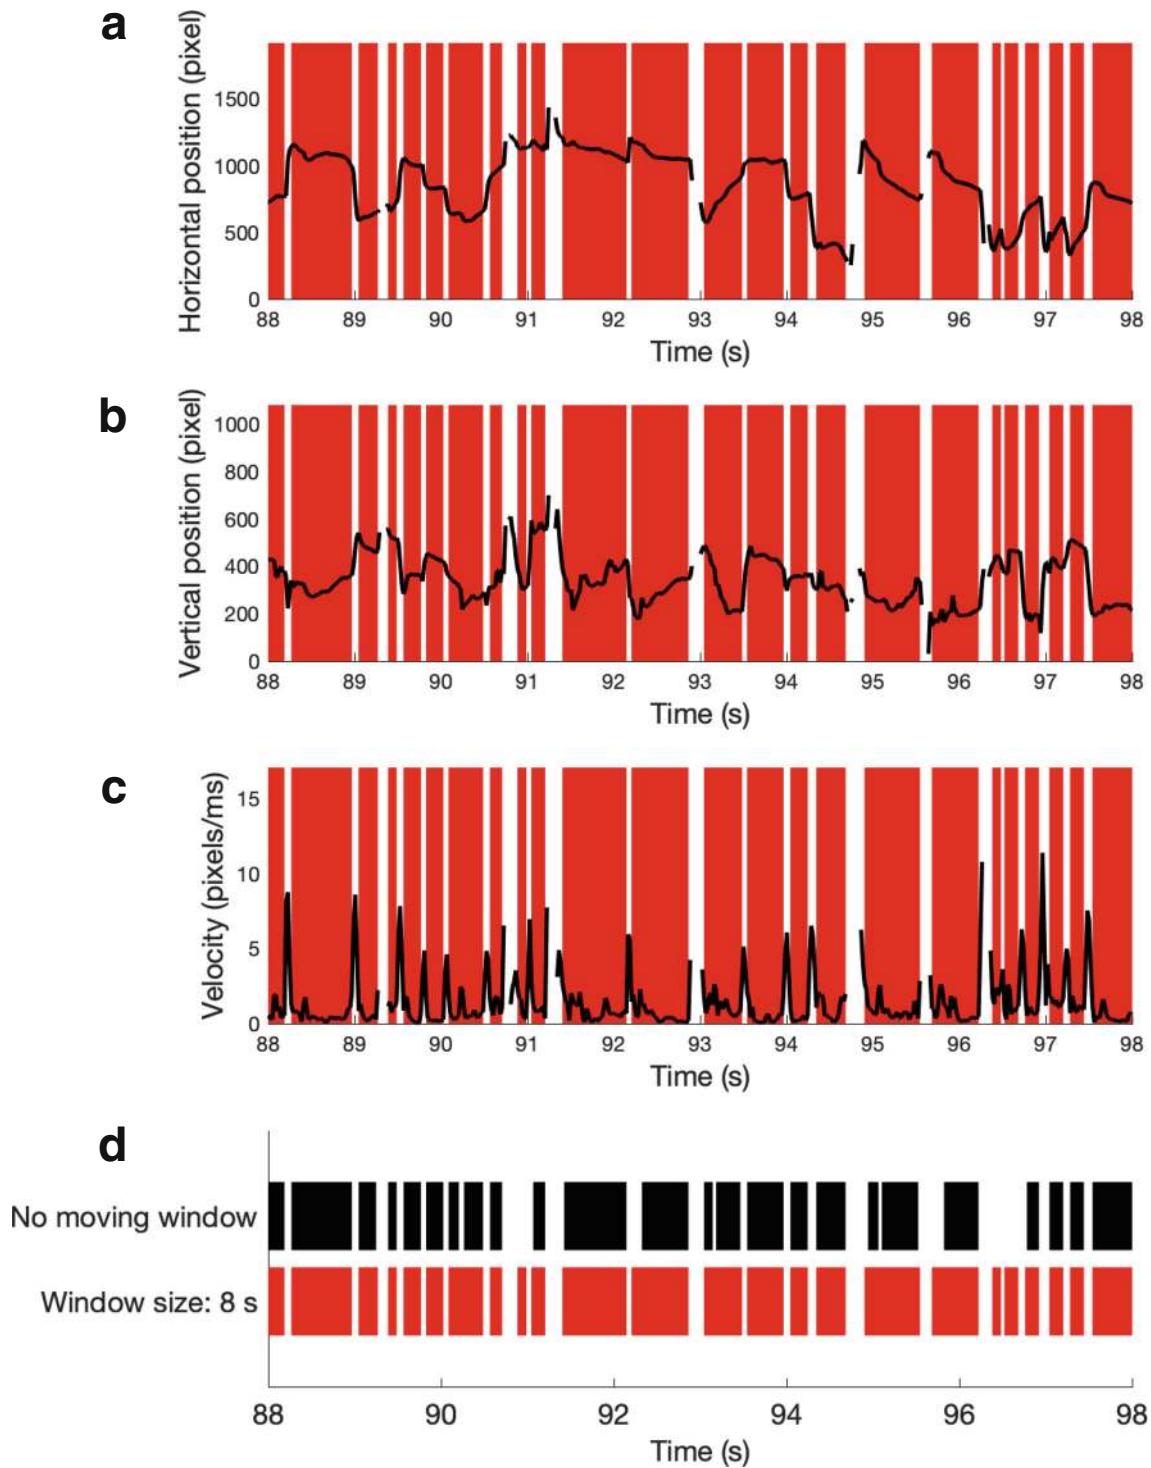 a
Horizontal position (pixel)
1500
1000
500
0
88 89 90 91 92 93 94 95 96 97 98
Time (s)
b
Vertical position (pixel)
1000
800
600
400
200
0
88 89 90 91 92 93 94 95 96 97 98
Time (s)
c
Velocity (pixels/ms)
15
10
5
0
88 89 90 91 92 93 94 95 96 97 98
Time (s)
d
No moving window
Window size: 8 s
88 90 92 94 96 98
Time (s)